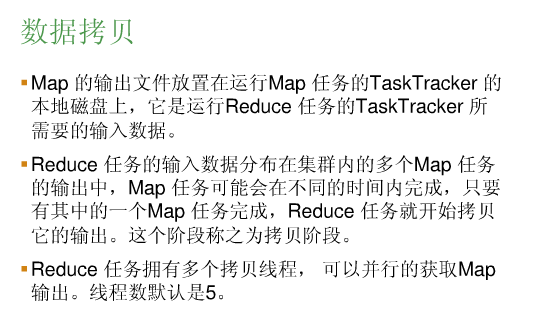 数据拷贝
Map 的输出文件放置在运行Map 任务的TaskTracker 的
本地磁盘上，它是运行Reduce 任务的TaskTracker 所
需要的输入数据。
Reduce 任务的输入数据分布在集群内的多个Map 任务
的输出中，Map 任务可能会在不同的时间内完成，只要
有其中的一个Map 任务完成，Reduce 任务就开始拷贝
它的输出。这个阶段称之为拷贝阶段。
Reduce 任务拥有多个拷贝线程， 可以并行的获取Map
输出。线程数默认是5。